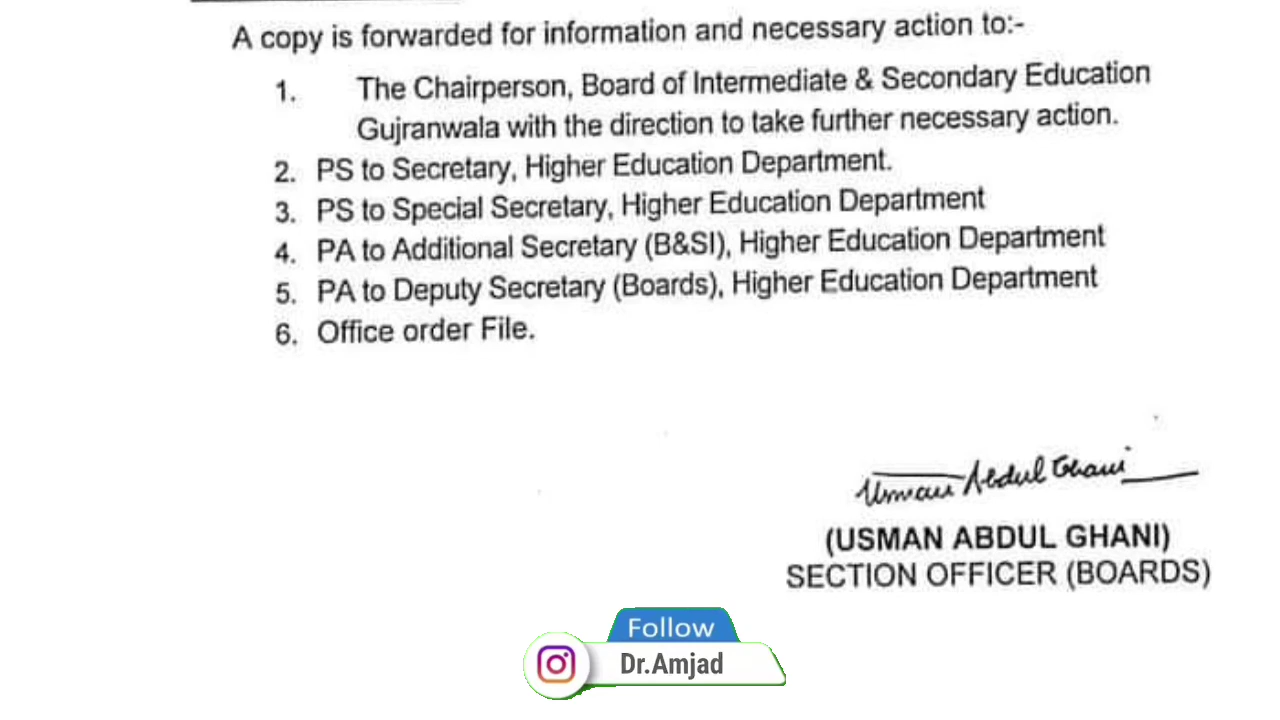 A copy is forwarded for information and necessary action to:-
1. The Chairperson, Board of Intermediate & Secondary Education
Gujranwala with the direction to take further necessary action.
2. PS to Secretary, Higher Education Department.
3. PS to Special Secretary, Higher Education Department
4. PA to Additional Secretary (B&SI), Higher Education Department
5. PA to Deputy Secretary (Boards), Higher Education Department
6. Office order File.
Usman Abdul Ghani
(USMAN ABDUL GHANI)
SECTION OFFICER (BOARDS)
Follow
Dr.Amjad